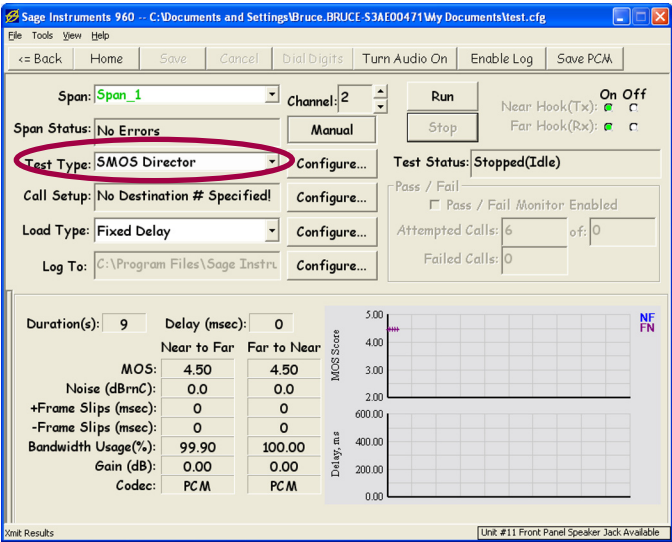 Sage Instruments 960 -- C:\Documents and Settings\Bruce.BRUCE-S3AE00471\My Documents\test.cfg
File Tools View Help
<= Back Home Save Cancel Dial Digits Turn Audio On Enable Log Save PCM
Span: Span_1 Channel: 2 Run On Off
Near Hook(Tx):
Span Status: No Errors Manual Stop Far Hook(Rx):
Test Type: SMOS Director Configure... Test Status: Stopped(Idle)
Pass / Fail
Call Setup: No Destination # Specified! Configure... Pass / Fail Monitor Enabled
Load Type: Fixed Delay Configure... Attempted Calls: 6 of: 0
Log To: C:\Program Files\Sage Instru Configure... Failed Calls: 0
Duration(s): 9 Delay (msec): 0
Near to Far Far to Near
MOS: 4.50 4.50
Noise (dBrnC): 0.0 0.0
+Frame Slips (msec): 0 0
-Frame Slips (msec): 0 0
Bandwidth Usage(%): 99.90 100.00
Gain (dB): 0.00 0.00
Codec: PCM PCM
MOS Score
5.00
4.00
3.00
2.00
NF
FN
Delay, ms
600.00
400.00
200.00
0.00
Xmit Results Unit #11 Front Panel Speaker Jack Available